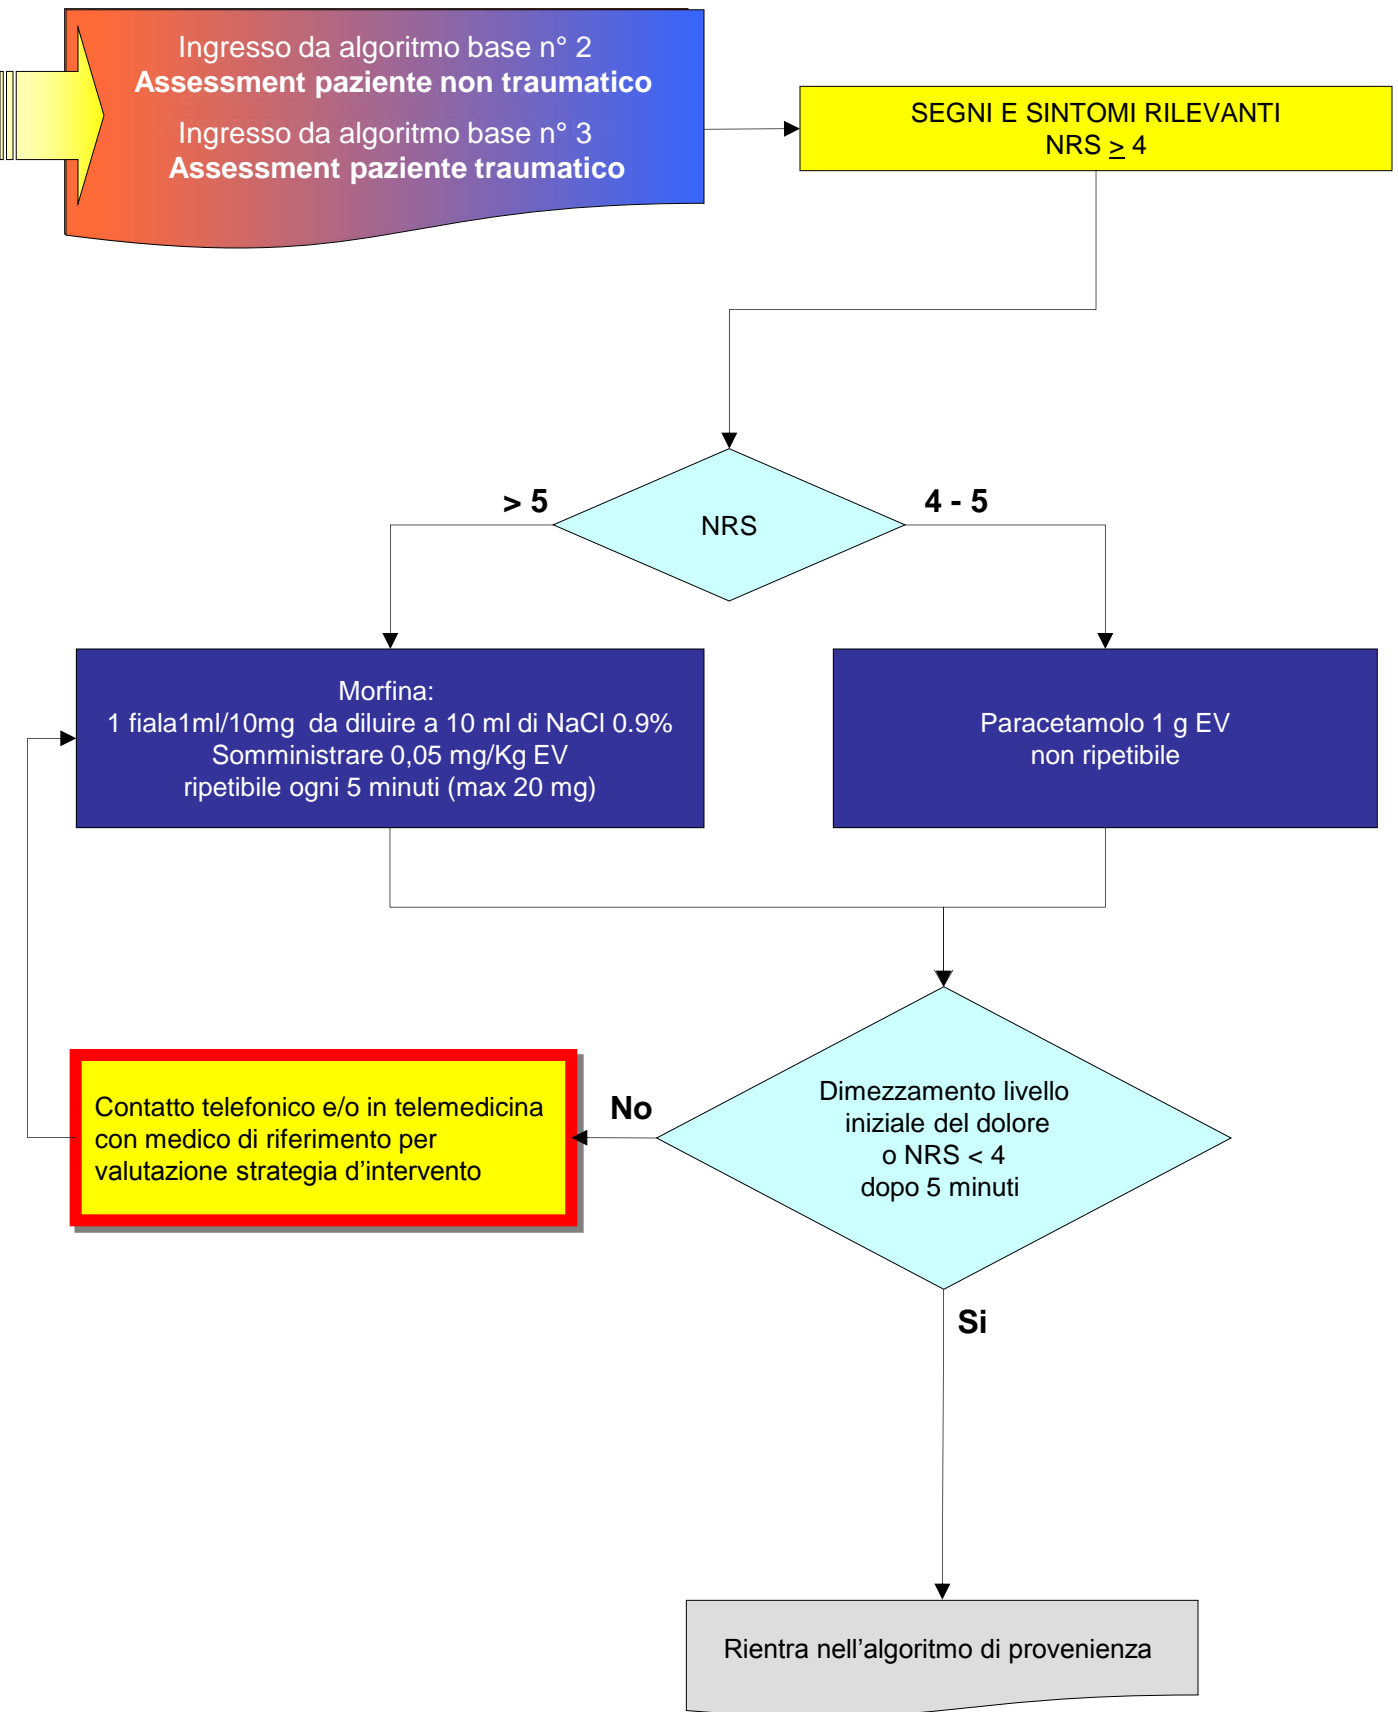 Ingresso da algoritmo base n° 2
Assessment paziente non traumatico
Ingresso da algoritmo base n° 3
Assessment paziente traumatico
SEGNI E SINTOMI RILEVANTI
NRS ≥ 4
> 5
NRS
4 - 5
Morfina:
1 fiala1ml/10mg  da diluire a 10 ml di NaCl 0.9%
Somministrare 0,05 mg/Kg EV
ripetibile ogni 5 minuti (max 20 mg)
Paracetamolo 1 g EV
non ripetibile
Contatto telefonico e/o in telemedicina
con medico di riferimento per
valutazione strategia d’intervento
No
Dimezzamento livello
iniziale del dolore
o NRS < 4
dopo 5 minuti
Si
Rientra nell’algoritmo di provenienza